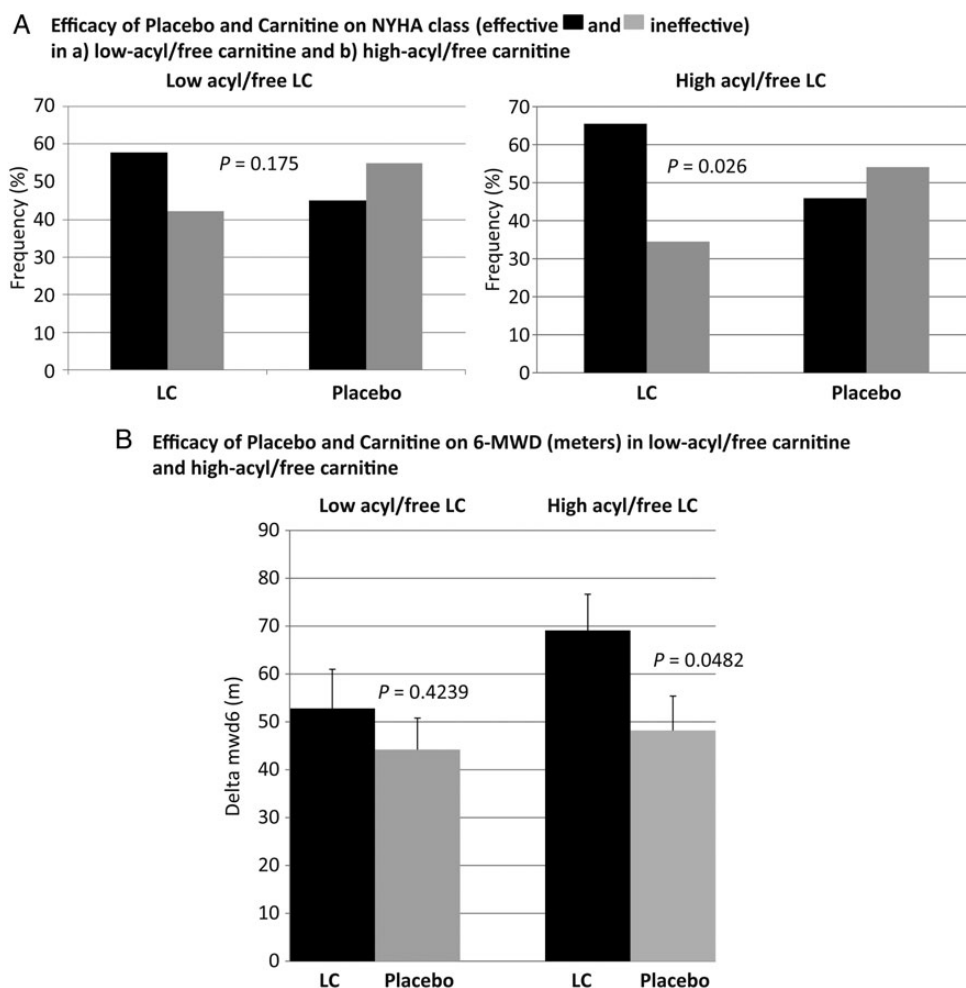 A Efficacy of Placebo and Carnitine on NYHA class (effective and ineffective)
in a) low-acyl/free carnitine and b) high-acyl/free carnitine
Low acyl/free LC
70
60
50
40
30
20
10
0
Frequency (%)
P = 0.175
LC
Placebo
High acyl/free LC
70
60
50
40
30
20
10
0
Frequency (%)
P = 0.026
LC
Placebo
B Efficacy of Placebo and Carnitine on 6-MWD (meters) in low-acyl/free carnitine
and high-acyl/free carnitine
Low acyl/free LC
High acyl/free LC
90
80
70
60
50
40
30
20
10
0
Delta mwd6 (m)
P = 0.4239
P = 0.0482
LC
Placebo
LC
Placebo